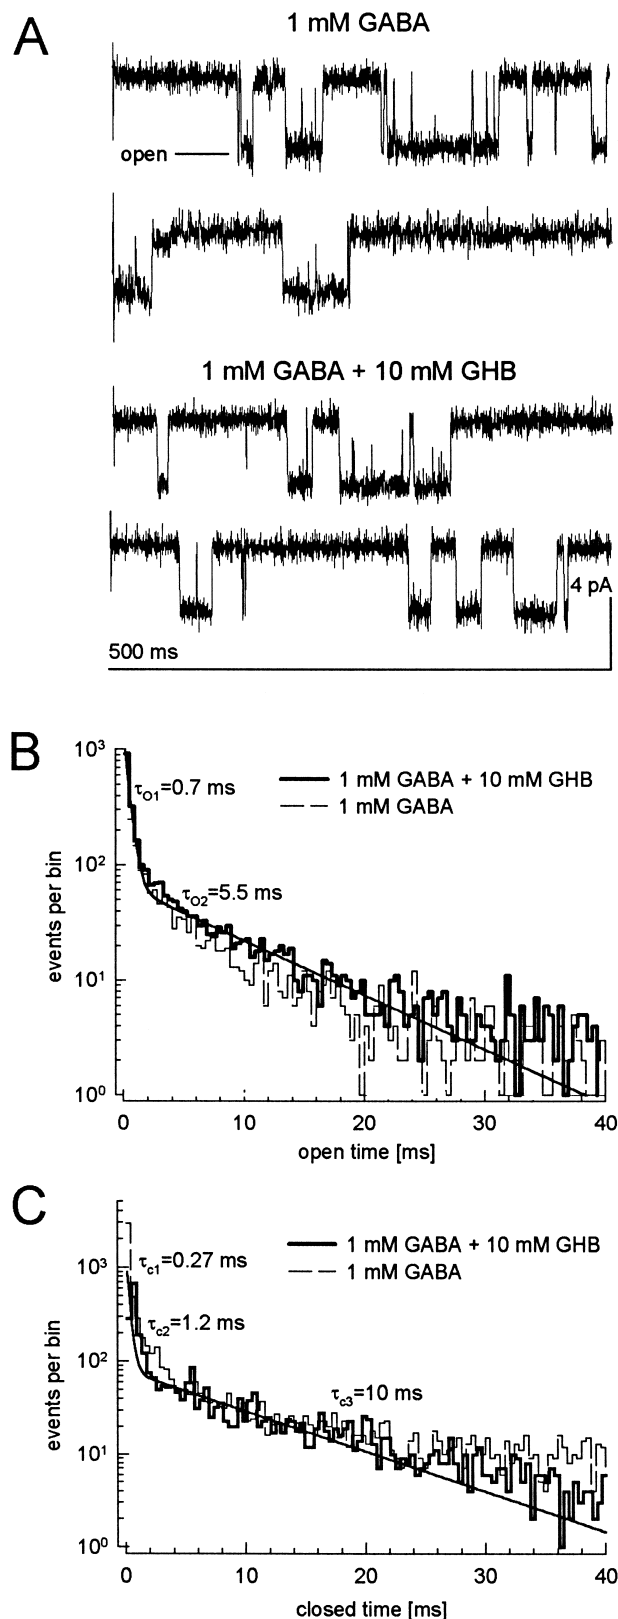 A
1 mM GABA
open
1 mM GABA + 10 mM GHB
4 pA
500 ms
B
10³
τO1=0.7 ms
1 mM GABA + 10 mM GHB
1 mM GABA
10²
τO2=5.5 ms
events per bin
10¹
10⁰
0 10 20 30 40
open time [ms]
C
1 mM GABA + 10 mM GHB
τc1=0.27 ms
10³
1 mM GABA
τc2=1.2 ms
10²
τc3=10 ms
events per bin
10¹
10⁰
0 10 20 30 40
closed time [ms]